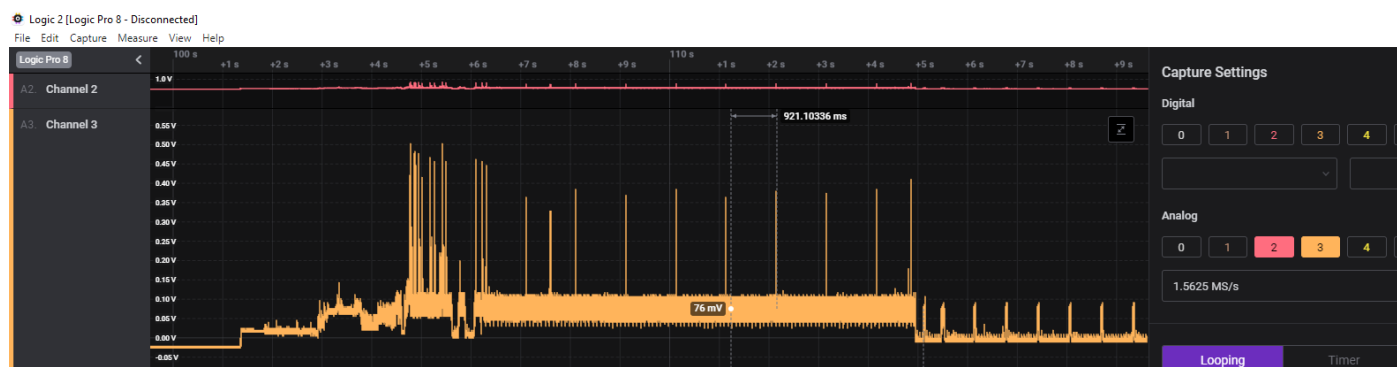 Logic 2 [Logic Pro 8 - Disconnected]
File Edit Capture Measure View Help
Logic Pro 8
100 s
+1 s +2 s +3 s +4 s +5 s +6 s +7 s +8 s +9 s
110 s
+1 s +2 s +3 s +4 s +5 s +6 s +7 s +8 s +9 s
A2. Channel 2
1.0 V
A3. Channel 3
921.10336 ms
0.55 V
0.50 V
0.45 V
0.40 V
0.35 V
0.30 V
0.25 V
0.20 V
0.15 V
0.10 V
0.05 V
0.00 V
-0.05 V
76 mV
Capture Settings
Digital
0 1 2 3 4
Analog
0 1 2 3 4
1.5625 MS/s
Looping Timer